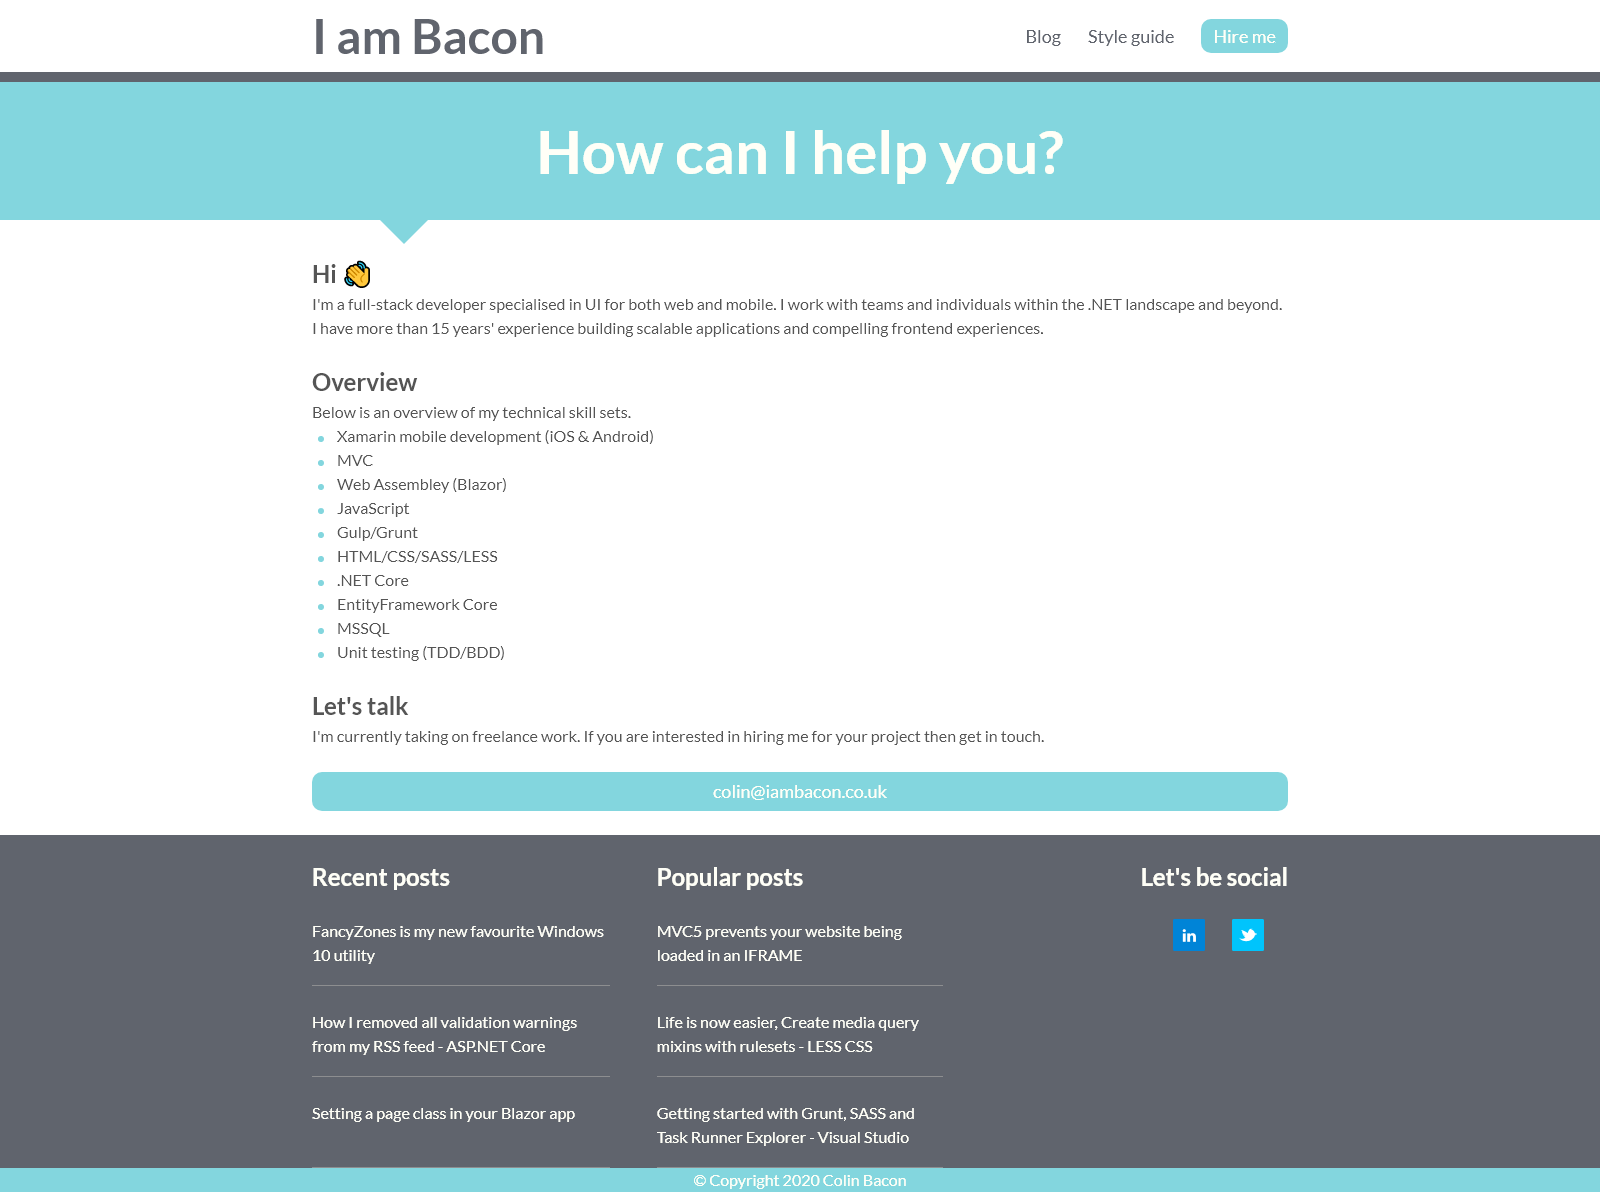 I am Bacon
Blog
Style guide
Hire me
How can I help you?
Hi
I'm a full-stack developer specialised in UI for both web and mobile. I work with teams and individuals within the .NET landscape and beyond.
I have more than 15 years' experience building scalable applications and compelling frontend experiences.
Overview
Below is an overview of my technical skill sets.
Xamarin mobile development (iOS & Android)
MVC
Web Assembley (Blazor)
JavaScript
Gulp/Grunt
HTML/CSS/SASS/LESS
.NET Core
EntityFramework Core
MSSQL
Unit testing (TDD/BDD)
Let's talk
I'm currently taking on freelance work. If you are interested in hiring me for your project then get in touch.
colin@iambacon.co.uk
Recent posts
FancyZones is my new favourite Windows
10 utility
How I removed all validation warnings
from my RSS feed - ASP.NET Core
Setting a page class in your Blazor app
Popular posts
MVC5 prevents your website being
loaded in an IFRAME
Life is now easier, Create media query
mixins with rulesets - LESS CSS
Getting started with Grunt, SASS and
Task Runner Explorer - Visual Studio
Let's be social
in
© Copyright 2020 Colin Bacon